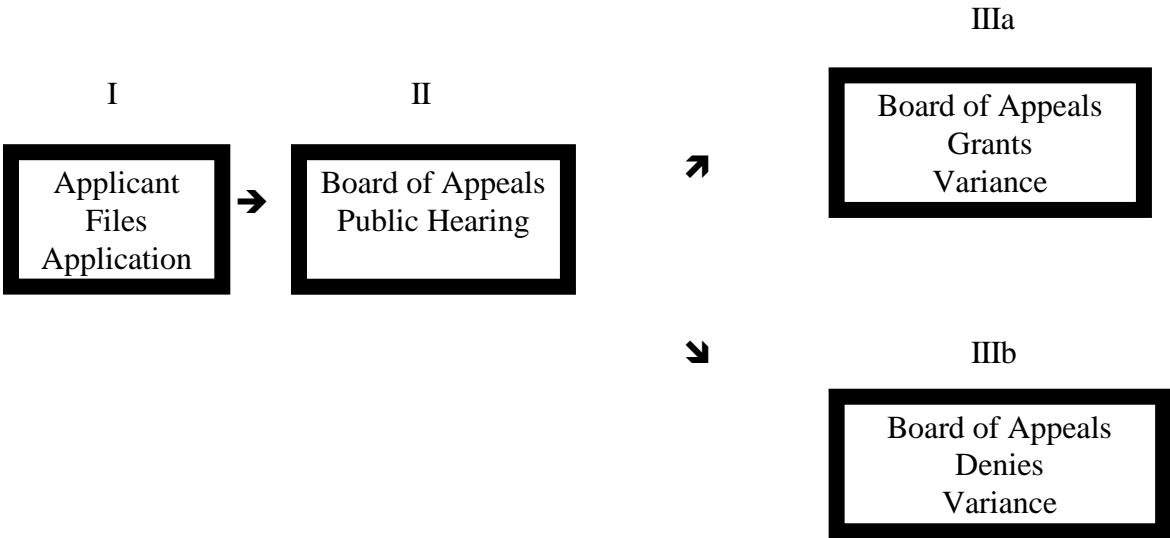 I
Applicant
Files
Application
➔
II
Board of Appeals
Public Hearing
IIIa
Board of Appeals
Grants
Variance
IIIb
Board of Appeals
Denies
Variance